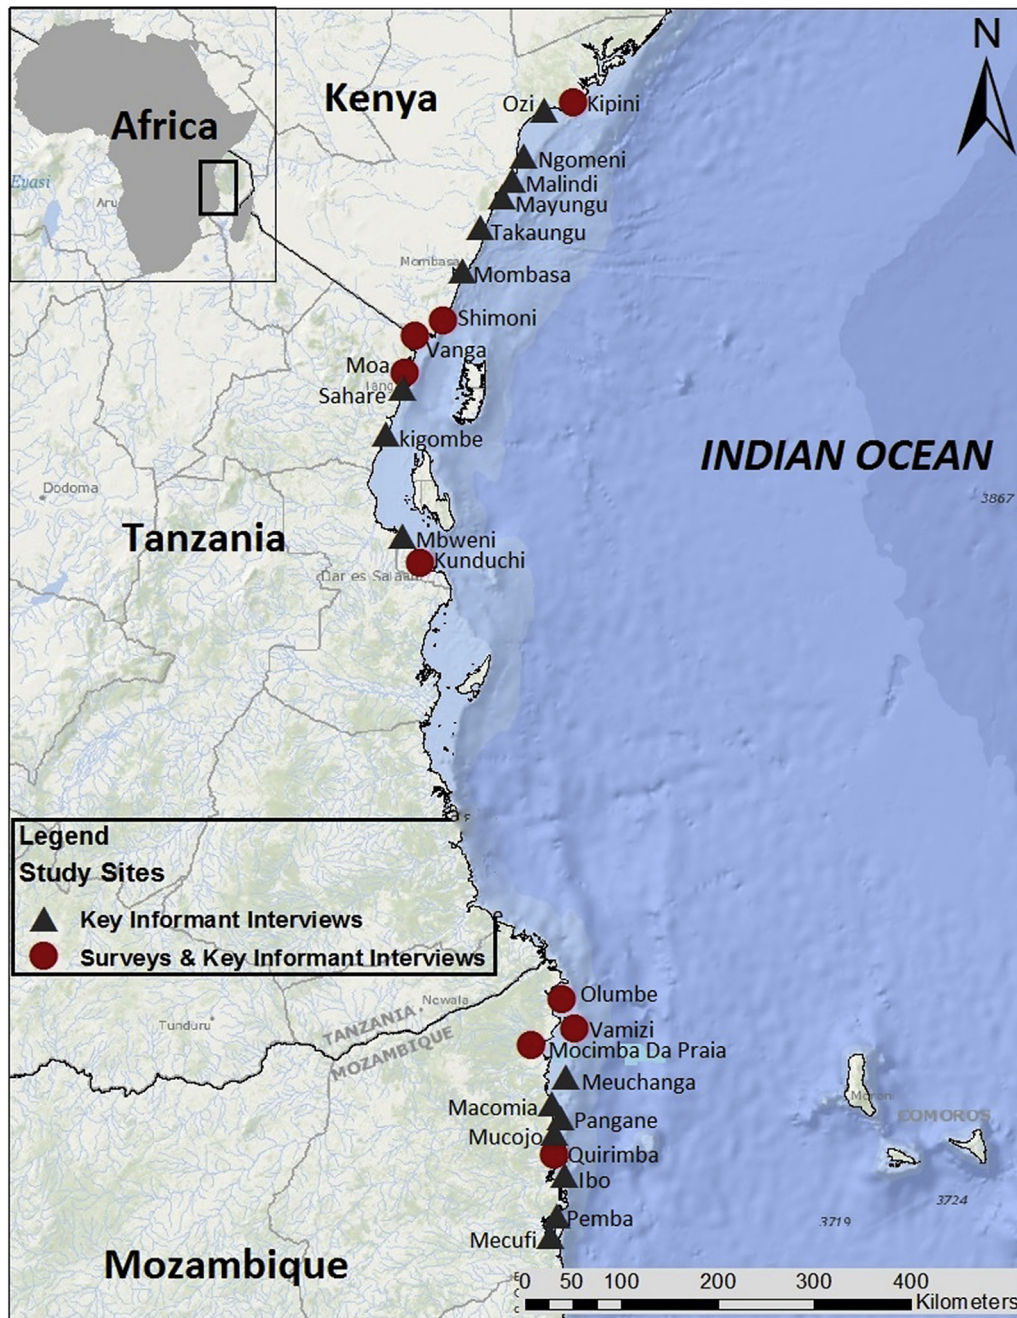 N
Kenya
Africa
Evasi
Aru
Ozi
Kipini
Ngomeni
Malindi
Mayungu
Takaungu
Mombasa
Mombasa
Shimoni
Vanga
Moa
Tang
Sahare
kigombe
INDIAN OCEAN
3867
Dodoma
Tanzania
Mbweni
Kunduchi
Dar es Salaam
Legend
Study Sites
Key Informant Interviews
Surveys & Key Informant Interviews
Olumbe
Newala
Tunduru
TANZANIA
MOZAMBIQUE
Vamizi
Mocimba Da Praia
Meuchanga
Macomia
Pangane
Mucojo
Quirimba
Ibo
Moroni
COMOROS
3724
3719
Pemba
Mecufi
Mozambique
0 50 100 200 300 400
Kilometers